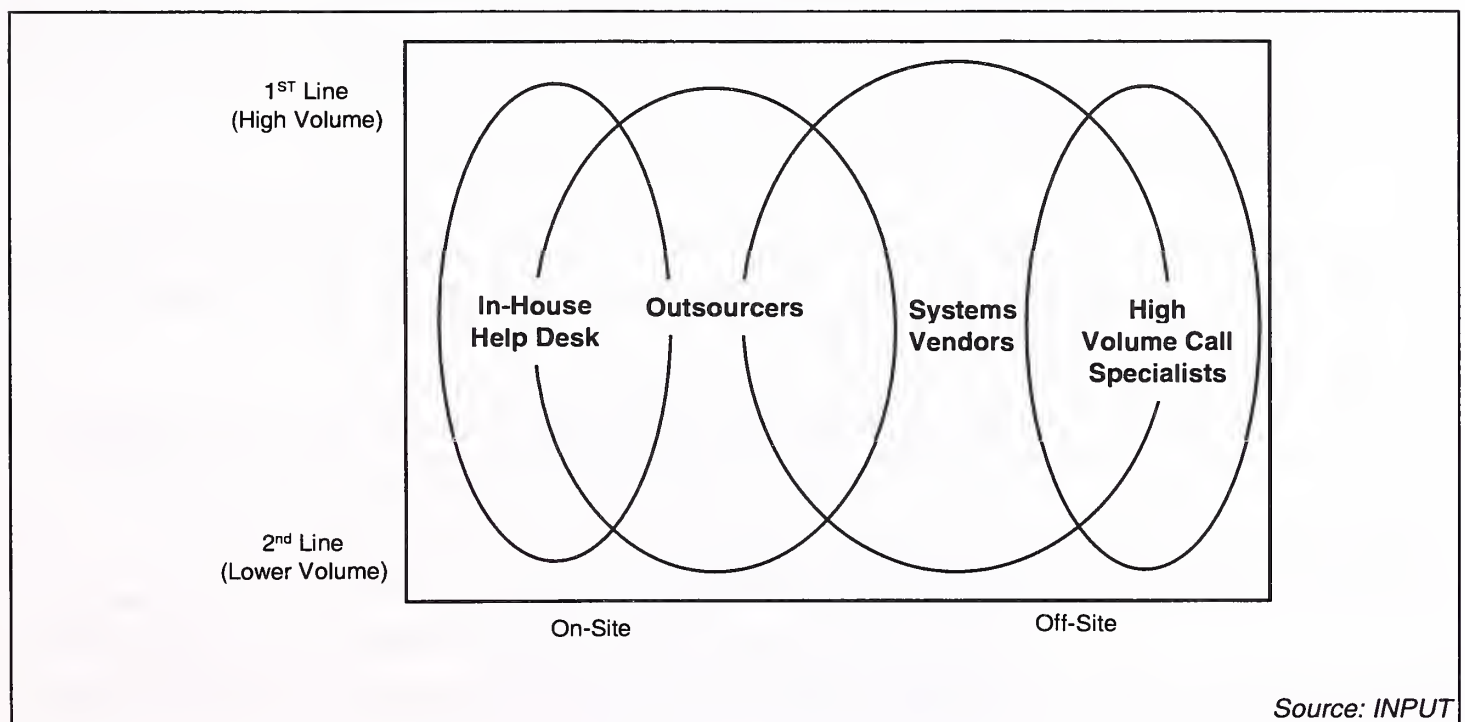 1ST Line
(High Volume)
In-House
Help Desk
Outsourcers
Systems
Vendors
High
Volume Call
Specialists
2nd Line
(Lower Volume)
On-Site
Off-Site
Source: INPUT